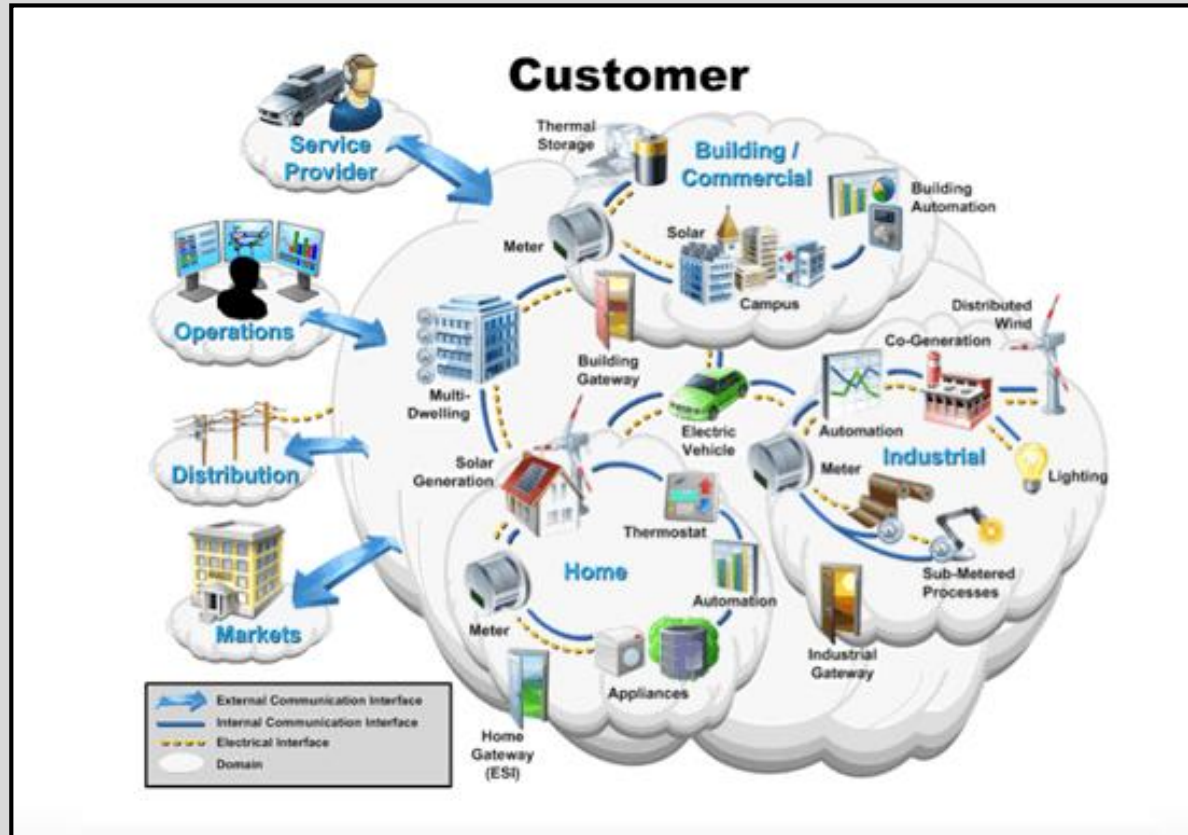 Customer
Service
Provider
Thermal
Storage
Building /
Commercial
Building
Automation
Meter
Solar
Campus
Operations
Building
Gateway
Multi-
Dwelling
Distributed
Wind
Co-Generation
Electric
Vehicle
Automation
Meter
Industrial
Lighting
Distribution
Solar
Generation
Thermostat
Home
Automation
Sub-Metered
Processes
Markets
Meter
Appliances
Industrial
Gateway
Home
Gateway
(ESI)
External Communication Interface
Internal Communication Interface
Electrical Interface
Domain